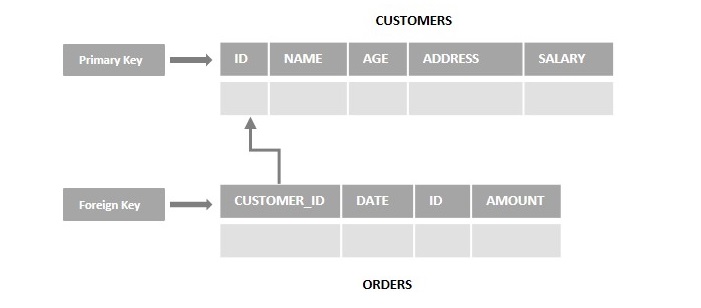 CUSTOMERS
Primary Key ID NAME AGE ADDRESS SALARY
Foreign Key CUSTOMER_ID DATE ID AMOUNT
ORDERS